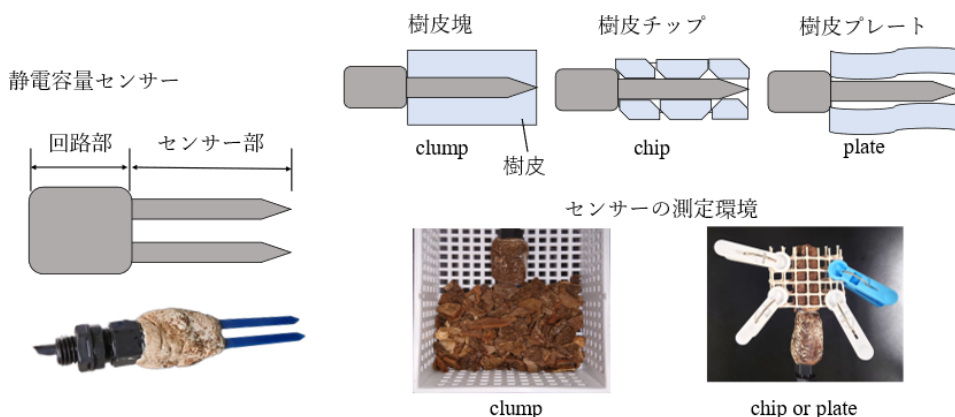 静電容量センサー
回路部
センサー部
樹皮塊
樹皮チップ
樹皮プレート
clump
chip
plate
樹皮
センサーの測定環境
clump
chip or plate